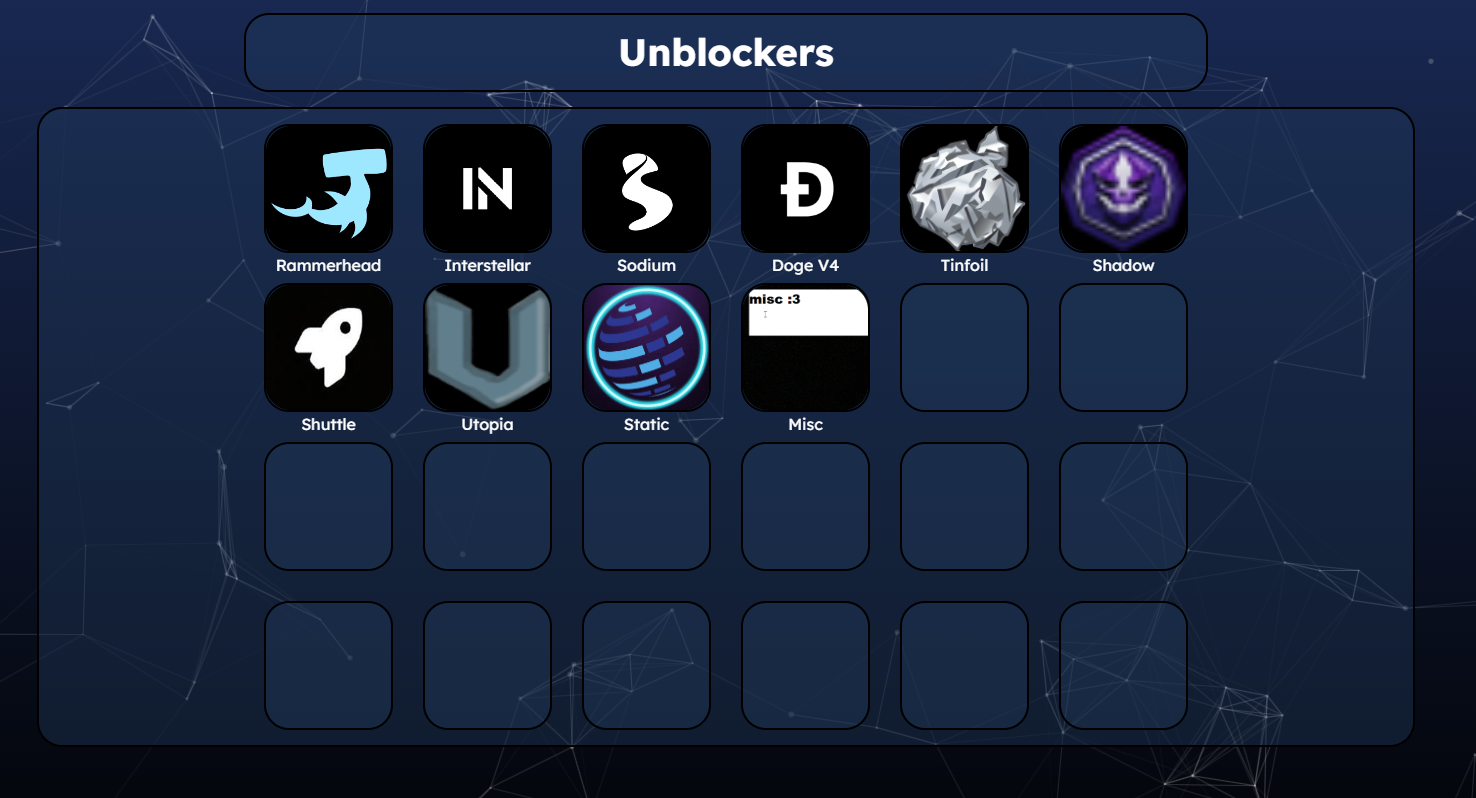 Unblockers
IN
Đ
Rammerhead
Interstellar
Sodium
Doge V4
Tinfoil
Shadow
misc :3
Shuttle
Utopia
Static
Misc